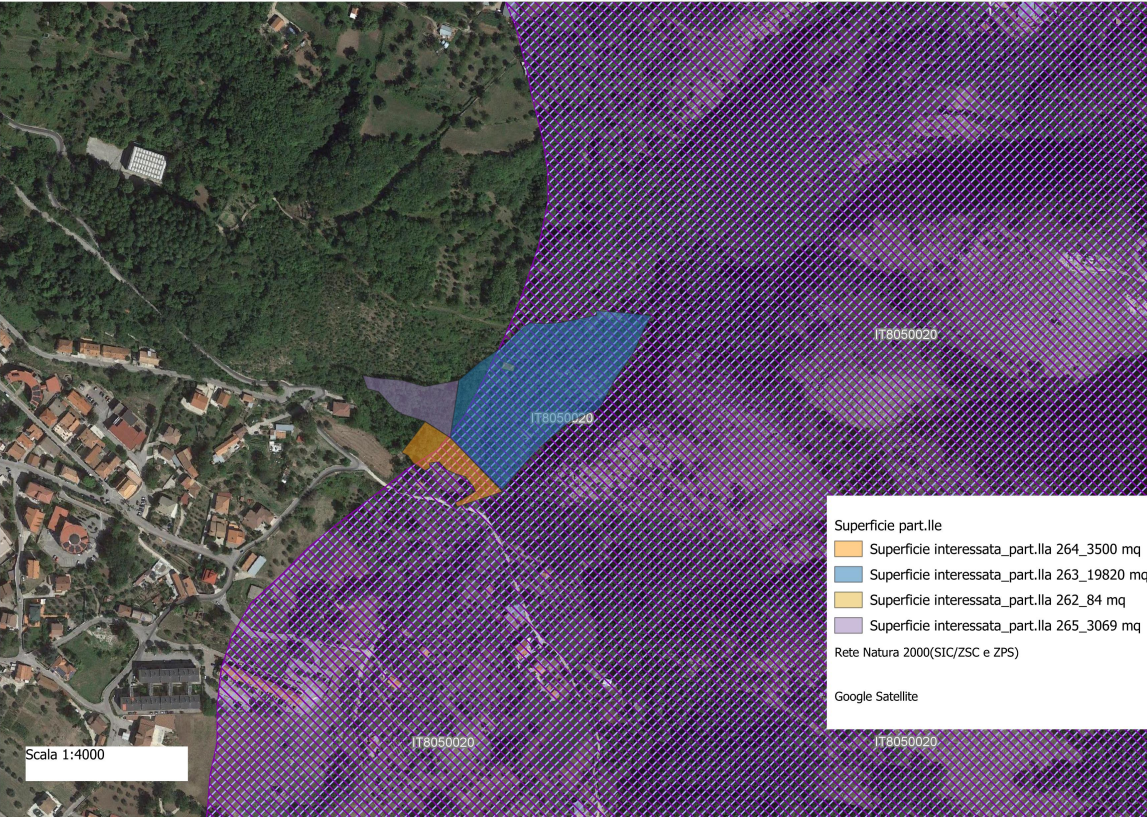 IT8050020
IT8050020
Superficie part.lle
Superficie interessata_part.lla 264_3500 mq
Superficie interessata_part.lla 263_19820 mq
Superficie interessata_part.lla 262_84 mq
Superficie interessata_part.lla 265_3069 mq
Rete Natura 2000(SIC/ZSC e ZPS)
Google Satellite
IT8050020
IT8050020
Scala 1:4000